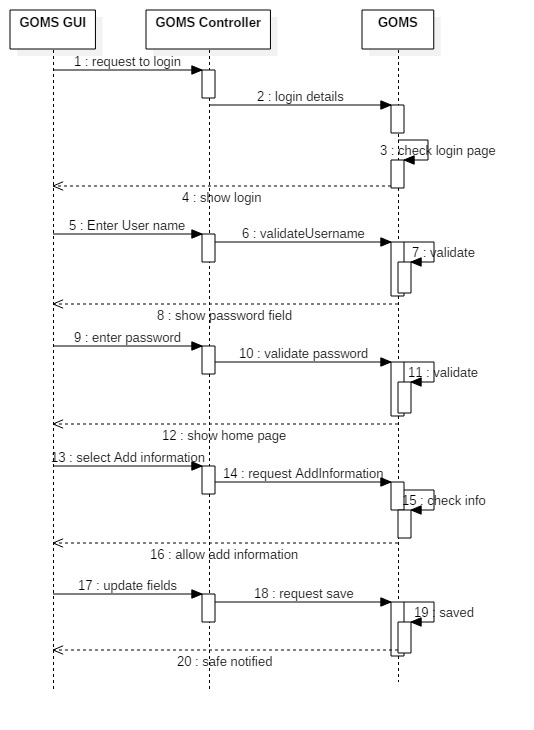 GOMS GUI
GOMS Controller
GOMS
1 : request to login
2 : login details
3 : check login page
4 : show login
5 : Enter User name
6 : validateUsername
7 : validate
8 : show password field
9 : enter password
10 : validate password
11 : validate
12 : show home page
13 : select Add information
14 : request AddInformation
15 : check info
16 : allow add information
17 : update fields
18 : request save
19 : saved
20 : safe notified